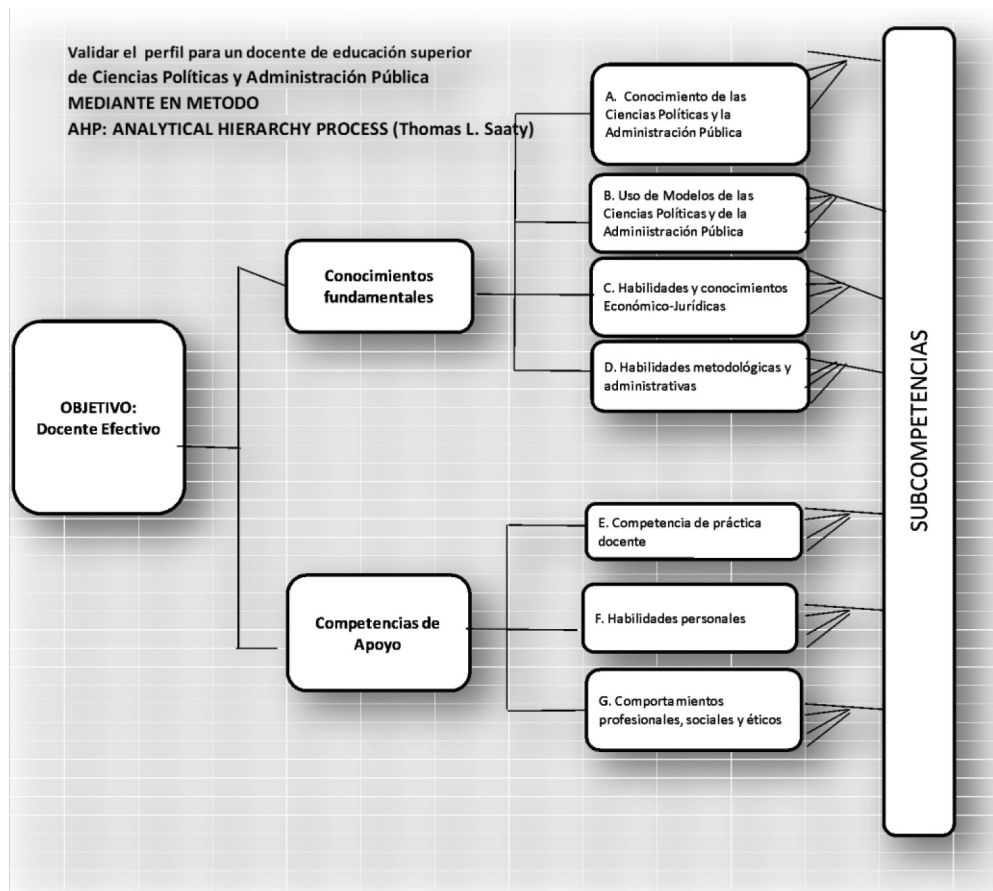 Validar el perfil para un docente de educación superior
de Ciencias Políticas y Administración Pública
MEDIANTE EN METODO
AHP: ANALYTICAL HIERARCHY PROCESS (Thomas L. Saaty)
OBJETIVO:
Docente Efectivo
Conocimientos
fundamentales
A. Conocimiento de las
Ciencias Políticas y la
Administración Pública
B. Uso de Modelos de las
Ciencias Políticas y de la
Adminiistración Pública
C. Habilidades y conocimientos
Económico-Jurídicas
D. Habilidades metodológicas y
administrativas
Competencias de
Apoyo
E. Competencia de práctica
docente
F. Habilidades personales
G. Comportamientos
profesionales, sociales y éticos
SUBCOMPETENCIAS